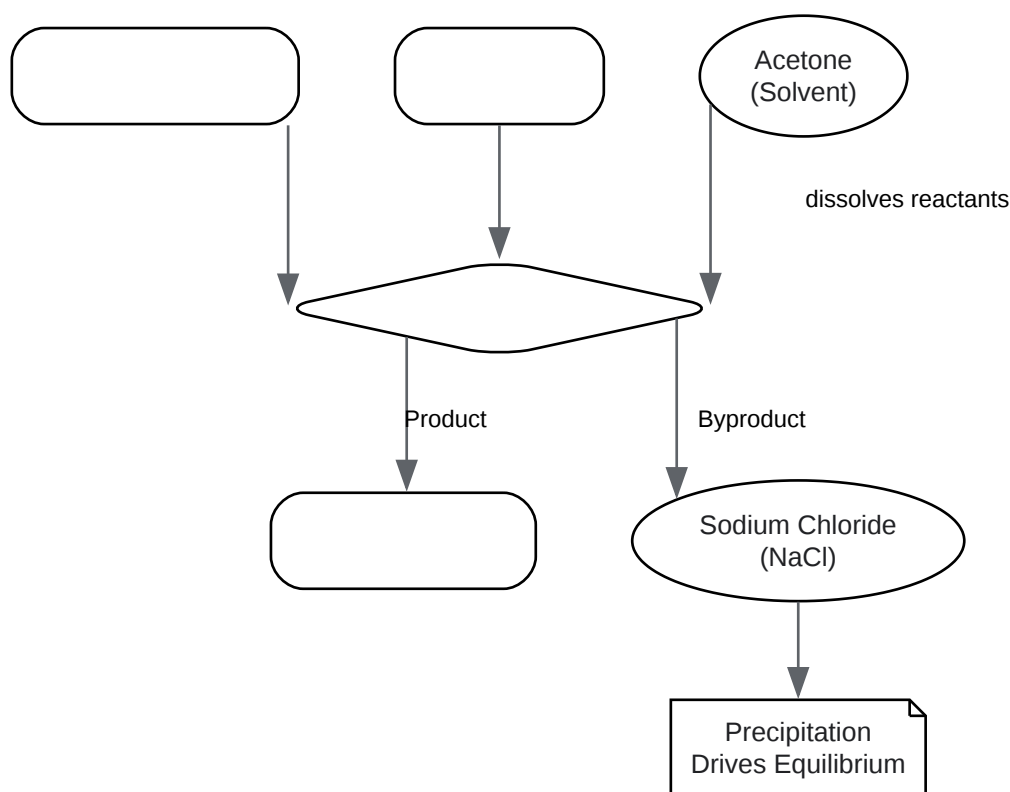 Acetone
(Solvent)
dissolves reactants
Product
Byproduct
Sodium Chloride
(NaCl)
Precipitation
Drives Equilibrium